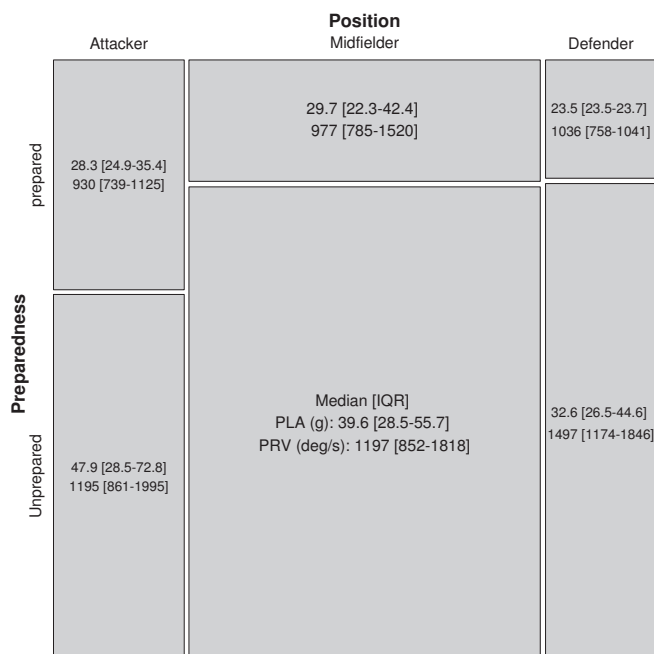 Position
Attacker Midfielder Defender
prepared
28.3 [24.9-35.4]
930 [739-1125]
29.7 [22.3-42.4]
977 [785-1520]
23.5 [23.5-23.7]
1036 [758-1041]
Preparedness
Unprepared
47.9 [28.5-72.8]
1195 [861-1995]
Median [IQR]
PLA (g): 39.6 [28.5-55.7]
PRV (deg/s): 1197 [852-1818]
32.6 [26.5-44.6]
1497 [1174-1846]